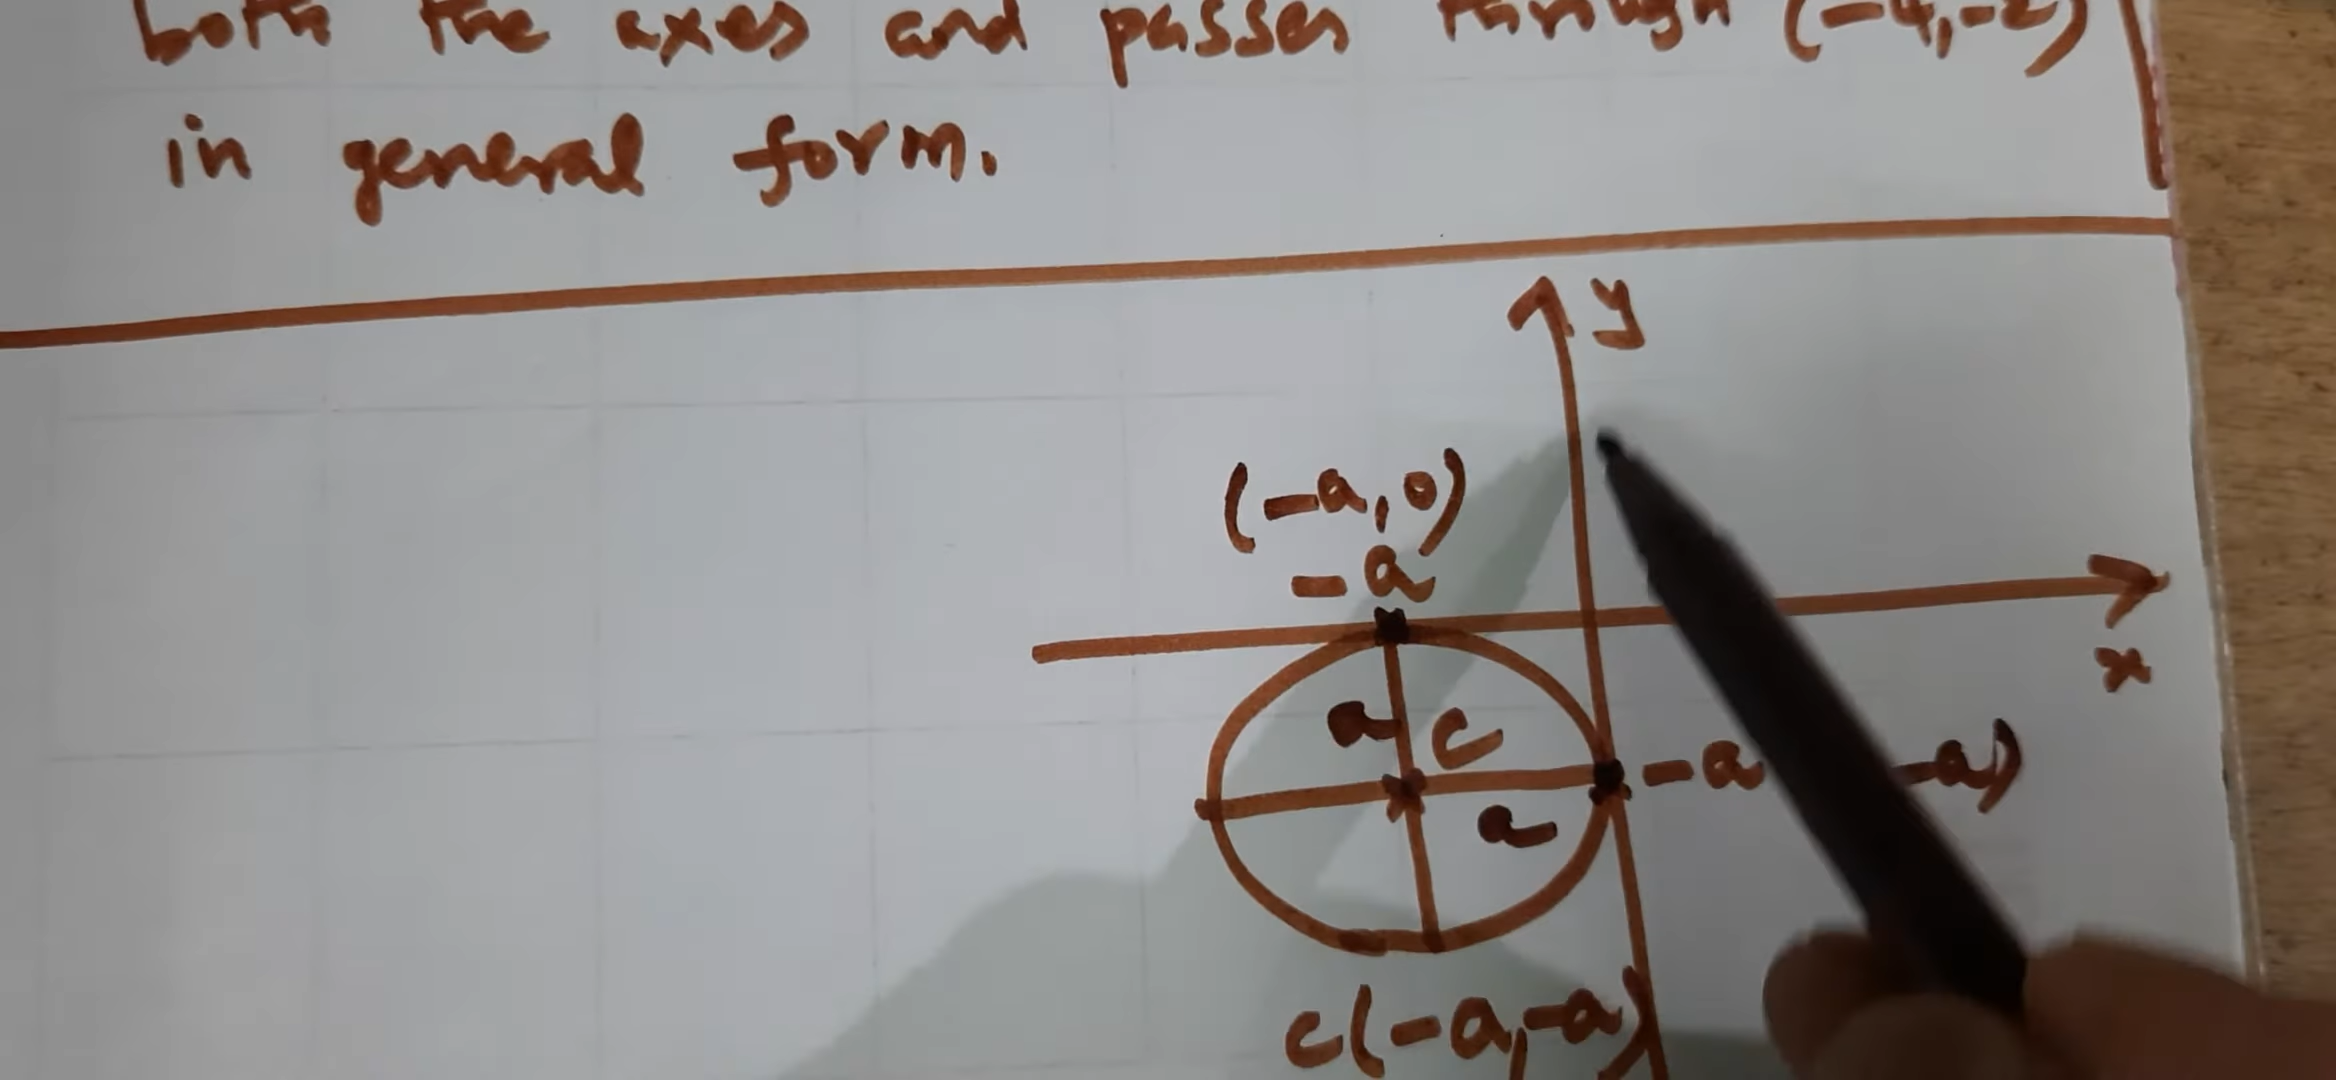 both the axes and passes through (-4,-2)
in general form.
y
(-a,0)
-a
x
a
c
-a
-a)
a
c(-a,-a)